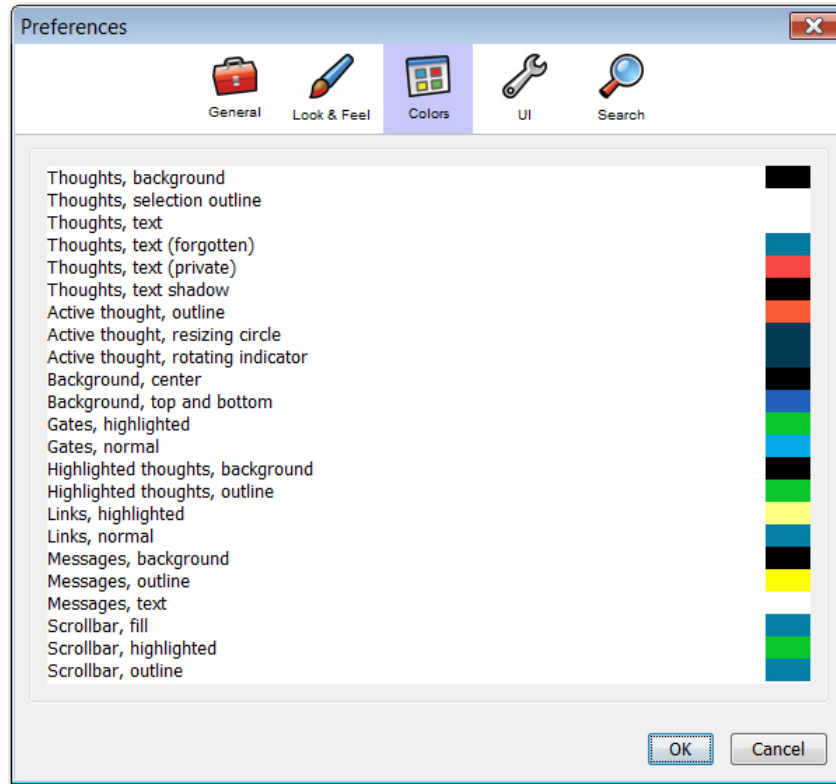 Preferences
General
Look & Feel
Colors
UI
Search
Thoughts, background
Thoughts, selection outline
Thoughts, text
Thoughts, text (forgotten)
Thoughts, text (private)
Thoughts, text shadow
Active thought, outline
Active thought, resizing circle
Active thought, rotating indicator
Background, center
Background, top and bottom
Gates, highlighted
Gates, normal
Highlighted thoughts, background
Highlighted thoughts, outline
Links, highlighted
Links, normal
Messages, background
Messages, outline
Messages, text
Scrollbar, fill
Scrollbar, highlighted
Scrollbar, outline
OK
Cancel